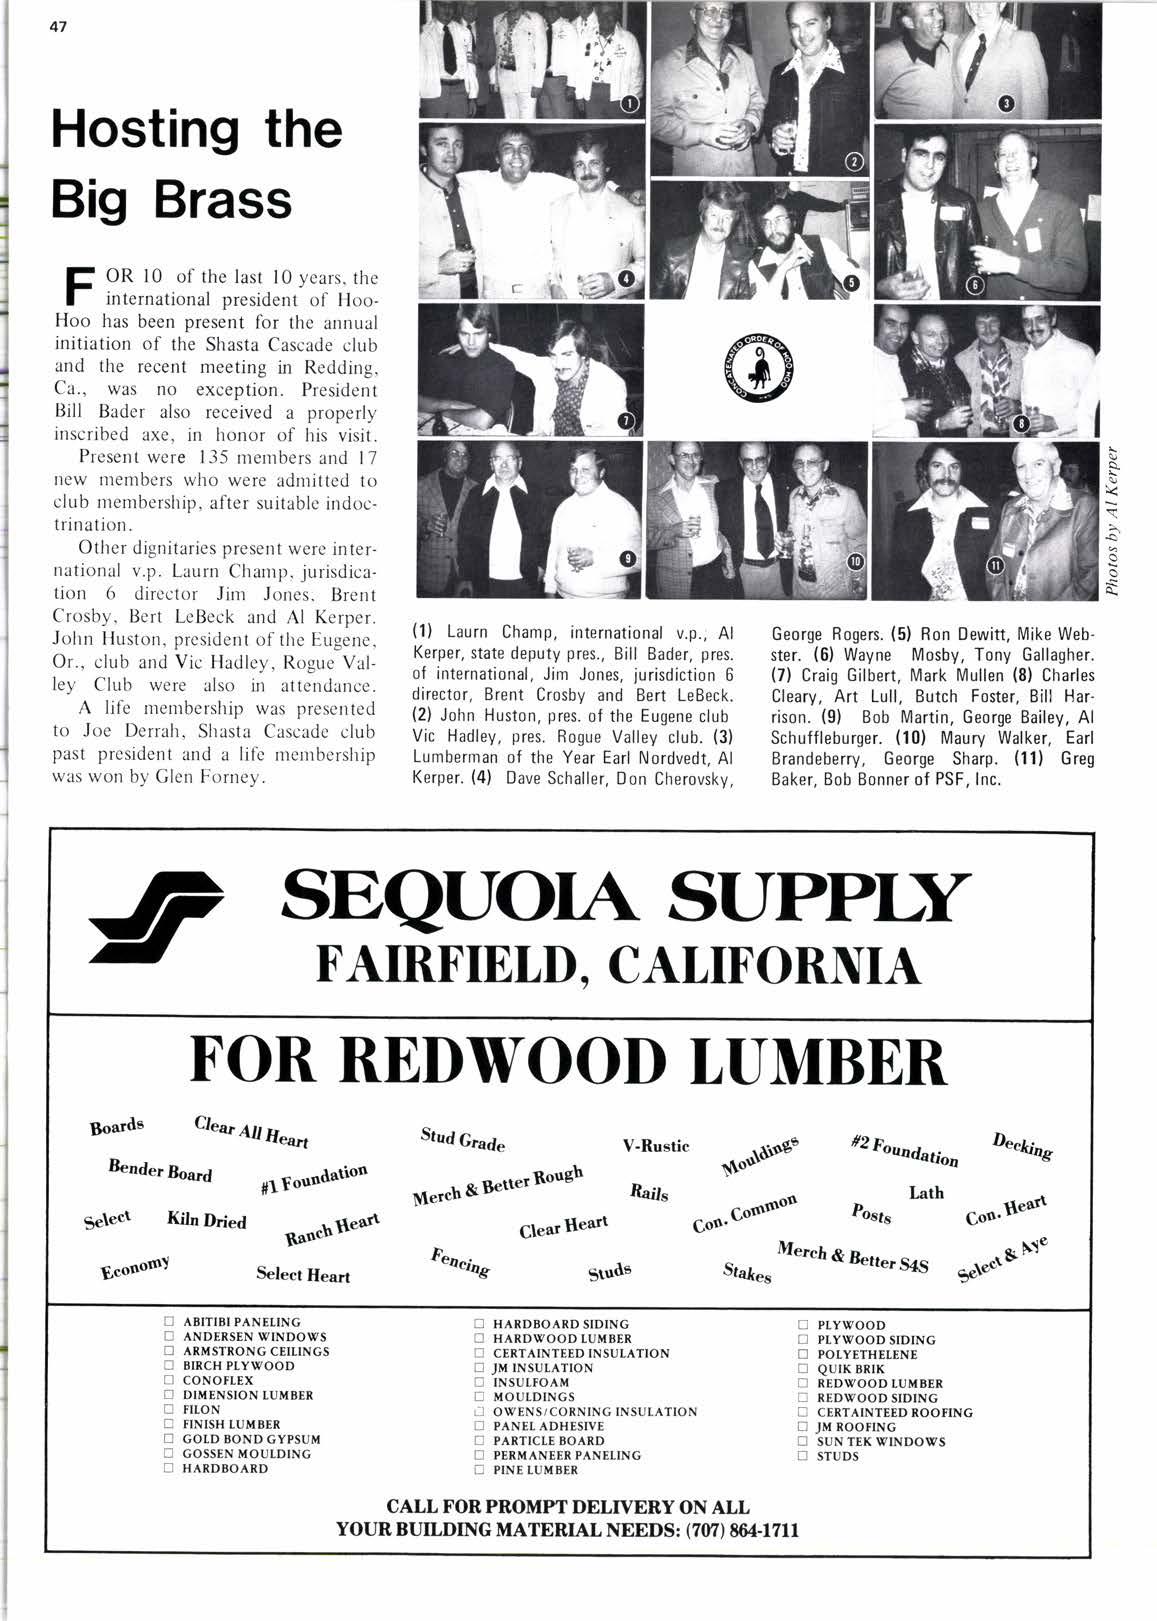 47
Hosting the
Big Brass
FOR 10 of the last 10 years, the
international president of Hoo-
Hoo has been present for the annual
initiation of the Shasta Cascade club
and the recent meeting in Redding,
Ca., was no exception. President
Bill Bader also received a properly
inscribed axe, in honor of his visit.
Present were 135 members and 17
new members who were admitted to
club membership, after suitable indoc-
trination.
Other dignitaries present were inter-
national v.p. Laurn Champ, jurisdica-
tion 6 director Jim Jones, Brent
Crosby, Bert LeBeck and Al Kerper.
John Huston, president of the Eugene,
Or., club and Vic Hadley, Rogue Val-
ley Club were also in attendance.
A life membership was presented
to Joe Derrah, Shasta Cascade club
past president and a life membership
was won by Glen Forney.
1
2
3
4
5
6
7
8
9
10
11
CONCATENATED ORDER OF HOO HOO
Photos by Al Kerper
(1) Laurn Champ, international v.p., Al
Kerper, state deputy pres., Bill Bader, pres.
of international, Jim Jones, jurisdiction 6
director, Brent Crosby and Bert LeBeck.
(2) John Huston, pres. of the Eugene club
Vic Hadley, pres. Rogue Valley club. (3)
Lumberman of the Year Earl Nordvedt, Al
Kerper. (4) Dave Schaller, Don Cherovsky,
George Rogers. (5) Ron Dewitt, Mike Web-
ster. (6) Wayne Mosby, Tony Gallagher.
(7) Craig Gilbert, Mark Mullen (8) Charles
Cleary, Art Lull, Butch Foster, Bill Har-
rison. (9) Bob Martin, George Bailey, Al
Schuffleburger. (10) Maury Walker, Earl
Brandeberry, George Sharp. (11) Greg
Baker, Bob Bonner of PSF, Inc.
SEQUOIA SUPPLY
FAIRFIELD, CALIFORNIA
FOR REDWOOD LUMBER
Boards
Clear All Heart
Stud Grade
V-Rustic
Mouldings
#2 Foundation
Decking
Bender Board
#1 Foundation
Merch & Better Rough
Rails
Lath
Select
Kiln Dried
Ranch Heart
Clear Heart
Con. Common
Posts
Con. Heart
Economy
Select Heart
Fencing
Studs
Stakes
Merch & Better S4S
Select & Aye
☐ ABITIBI PANELING
☐ ANDERSEN WINDOWS
☐ ARMSTRONG CEILINGS
☐ BIRCH PLYWOOD
☐ CONOFLEX
☐ DIMENSION LUMBER
☐ FILON
☐ FINISH LUMBER
☐ GOLD BOND GYPSUM
☐ GOSSEN MOULDING
☐ HARDBOARD
☐ HARDBOARD SIDING
☐ HARDWOOD LUMBER
☐ CERTAINTEED INSULATION
☐ JM INSULATION
☐ INSULFOAM
☐ MOULDINGS
☐ OWENS/CORNING INSULATION
☐ PANEL ADHESIVE
☐ PARTICLE BOARD
☐ PERMANEER PANELING
☐ PINE LUMBER
☐ PLYWOOD
☐ PLYWOOD SIDING
☐ POLYETHELENE
☐ QUIK BRIK
☐ REDWOOD LUMBER
☐ REDWOOD SIDING
☐ CERTAINTEED ROOFING
☐ JM ROOFING
☐ SUN TEK WINDOWS
☐ STUDS
CALL FOR PROMPT DELIVERY ON ALL
YOUR BUILDING MATERIAL NEEDS: (707) 864-1711